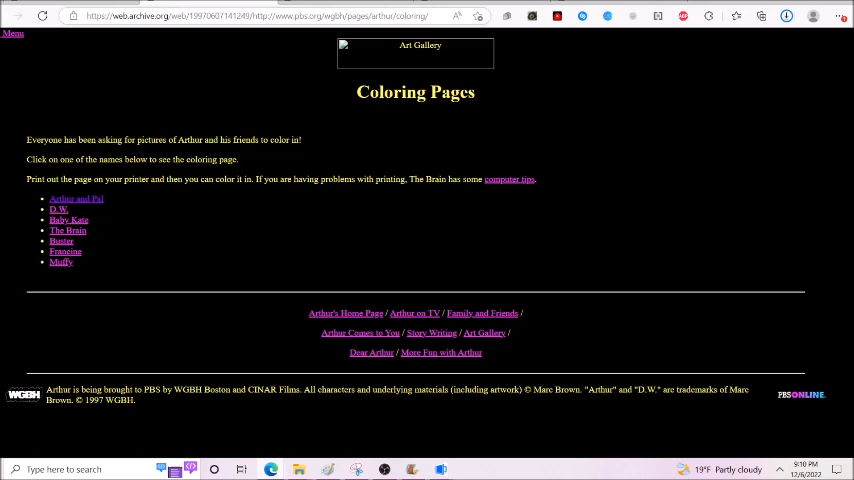 https://web.archive.org/web/19970607141249/http://www.pbs.org/wgbh/pages/arthur/coloring/
Menu
Art Gallery
Coloring Pages
Everyone has been asking for pictures of Arthur and his friends to color in!
Click on one of the names below to see the coloring page.
Print out the page on your printer and then you can color it in. If you are having problems with printing, The Brain has some computer tips.
Arthur and Pal
D.W.
Baby Kate
The Brain
Buster
Francine
Muffy
Arthur's Home Page / Arthur on TV / Family and Friends /
Arthur Comes to You / Story Writing / Art Gallery /
Dear Arthur / More Fun with Arthur
WGBH Arthur is being brought to PBS by WGBH Boston and CINAR Films. All characters and underlying materials (including artwork) © Marc Brown. "Arthur" and "D.W." are trademarks of Marc
Brown. © 1997 WGBH.
PBS ONLINE.
Type here to search
19°F Partly cloudy
9:10 PM
12/6/2022